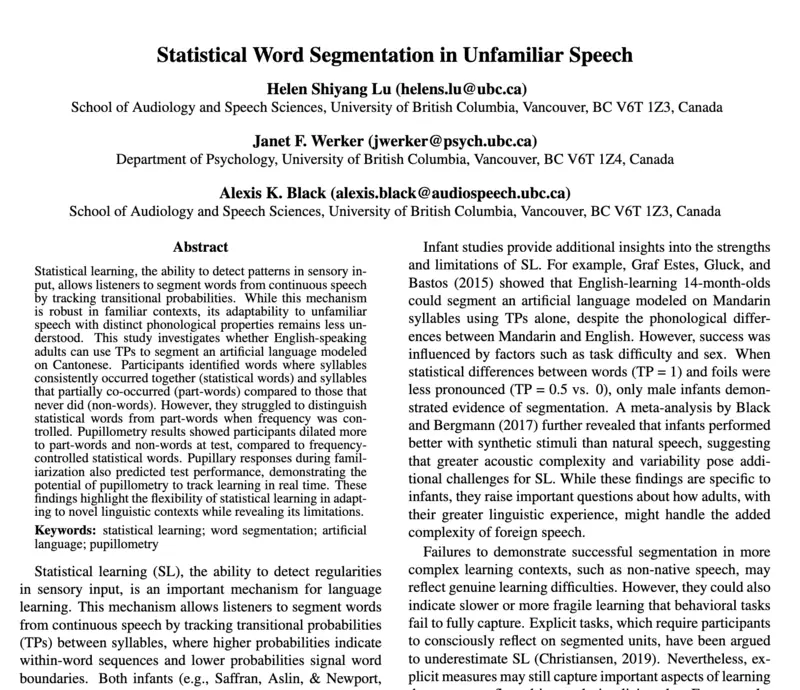 Statistical Word Segmentation in Unfamiliar Speech
Helen Shiyang Lu (helens.lu@ubc.ca)
School of Audiology and Speech Sciences, University of British Columbia, Vancouver, BC V6T 1Z3, Canada
Janet F. Werker (jwerker@psych.ubc.ca)
Department of Psychology, University of British Columbia, Vancouver, BC V6T 1Z4, Canada
Alexis K. Black (alexis.black@audiospeech.ubc.ca)
School of Audiology and Speech Sciences, University of British Columbia, Vancouver, BC V6T 1Z3, Canada
Abstract
Statistical learning, the ability to detect patterns in sensory in-
put, allows listeners to segment words from continuous speech
by tracking transitional probabilities. While this mechanism
is robust in familiar contexts, its adaptability to unfamiliar
speech with distinct phonological properties remains less un-
derstood. This study investigates whether English-speaking
adults can use TPs to segment an artificial language modeled
on Cantonese. Participants identified words where syllables
consistently occurred together (statistical words) and syllables
that partially co-occurred (part-words) compared to those that
never did (non-words). However, they struggled to distinguish
statistical words from part-words when frequency was con-
trolled. Pupillometry results showed participants dilated more
to part-words and non-words at test, compared to frequency-
controlled statistical words. Pupillary responses during famil-
iarization also predicted test performance, demonstrating the
potential of pupillometry to track learning in real time. These
findings highlight the flexibility of statistical learning in adapt-
ing to novel linguistic contexts while revealing its limitations.
Keywords: statistical learning; word segmentation; artificial
language; pupillometry
Statistical learning (SL), the ability to detect regularities
in sensory input, is an important mechanism for language
learning. This mechanism allows listeners to segment words
from continuous speech by tracking transitional probabilities
(TPs) between syllables, where higher probabilities indicate
within-word sequences and lower probabilities signal word
boundaries. Both infants (e.g., Saffran, Aslin, & Newport,
Infant studies provide additional insights into the strengths
and limitations of SL. For example, Graf Estes, Gluck, and
Bastos (2015) showed that English-learning 14-month-olds
could segment an artificial language modeled on Mandarin
syllables using TPs alone, despite the phonological differ-
ences between Mandarin and English. However, success was
influenced by factors such as task difficulty and sex. When
statistical differences between words (TP = 1) and foils were
less pronounced (TP = 0.5 vs. 0), only male infants demon-
strated evidence of segmentation. A meta-analysis by Black
and Bergmann (2017) further revealed that infants performed
better with synthetic stimuli than natural speech, suggesting
that greater acoustic complexity and variability pose addi-
tional challenges for SL. While these findings are specific to
infants, they raise important questions about how adults, with
their greater linguistic experience, might handle the added
complexity of foreign speech.
Failures to demonstrate successful segmentation in more
complex learning contexts, such as non-native speech, may
reflect genuine learning difficulties. However, they could also
indicate slower or more fragile learning that behavioral tasks
fail to fully capture. Explicit tasks, which require participants
to consciously reflect on segmented units, have been argued
to underestimate SL (Christiansen, 2019). Nevertheless, ex-
plicit measures may still capture important aspects of learning